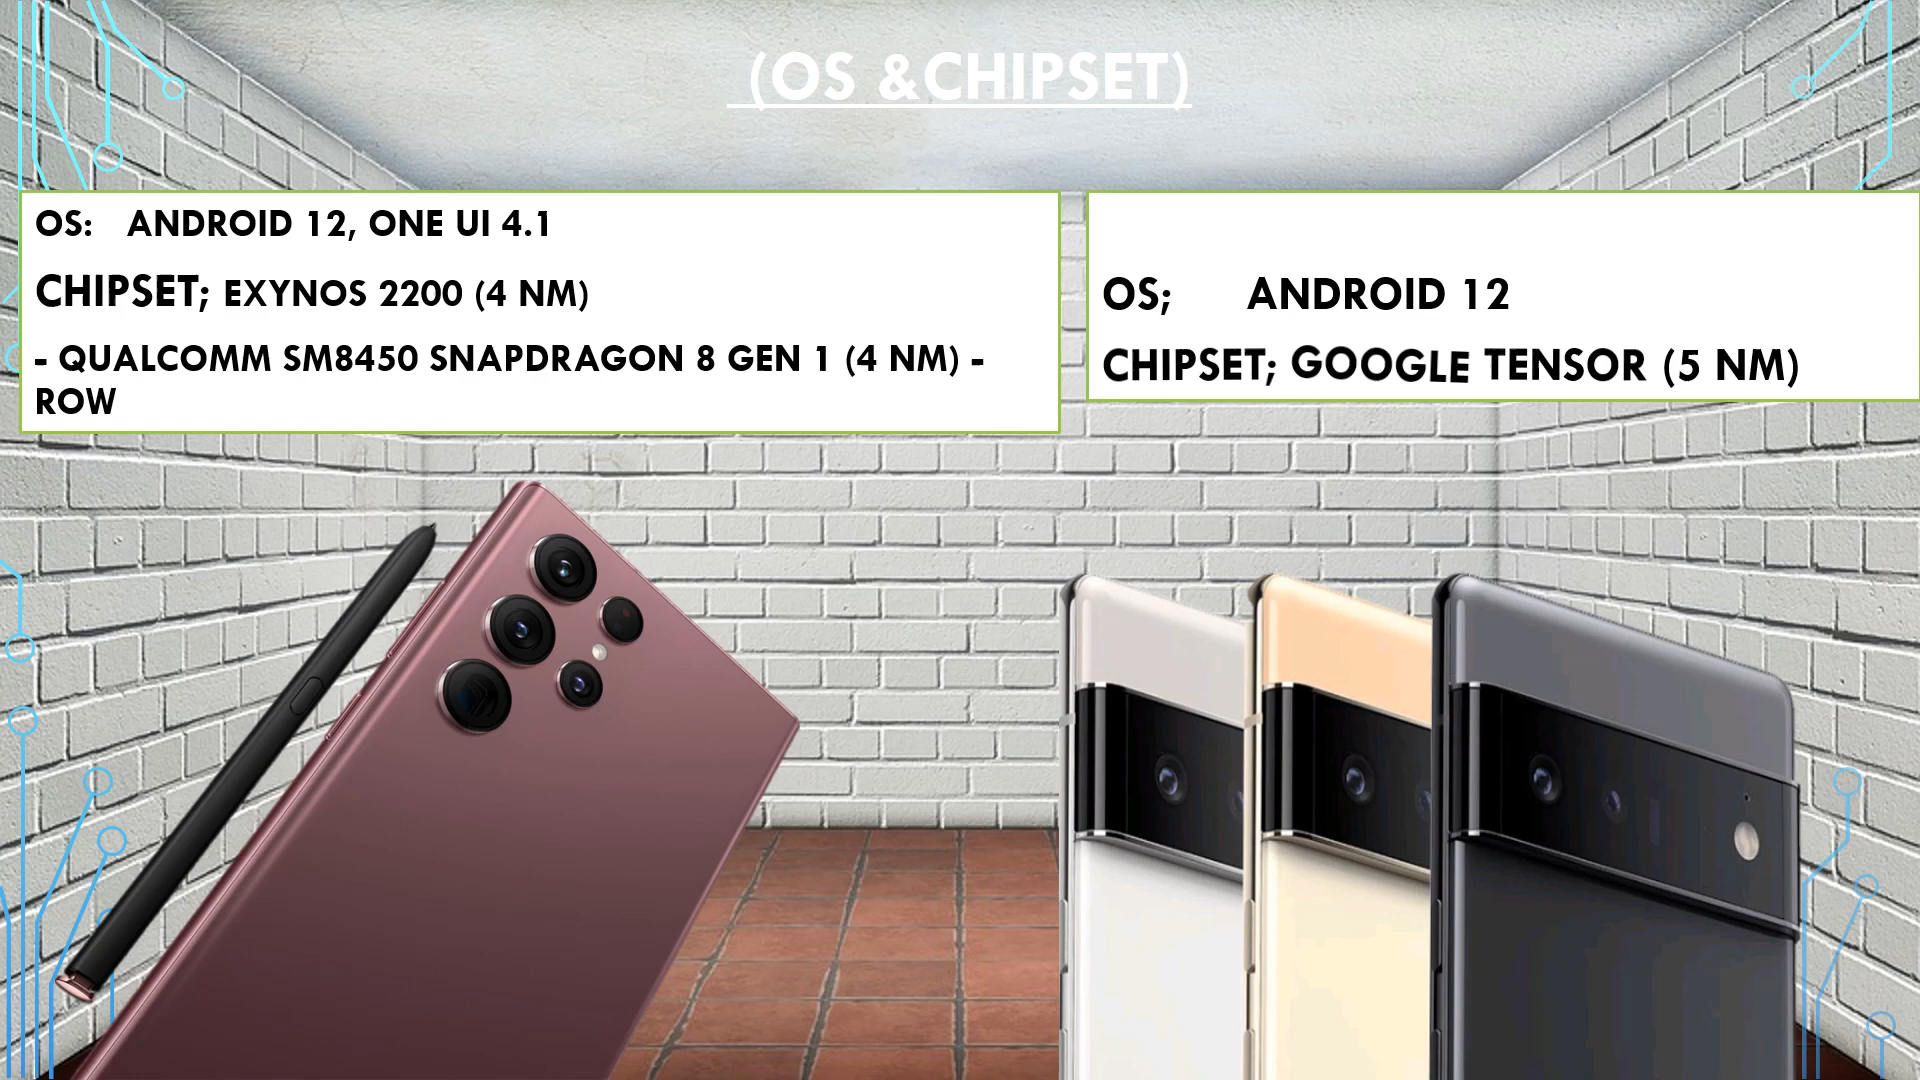 (OS &CHIPSET)
OS: ANDROID 12, ONE UI 4.1
CHIPSET; EXYNOS 2200 (4 NM)
- QUALCOMM SM8450 SNAPDRAGON 8 GEN 1 (4 NM) -
ROW
OS; ANDROID 12
CHIPSET; GOOGLE TENSOR (5 NM)